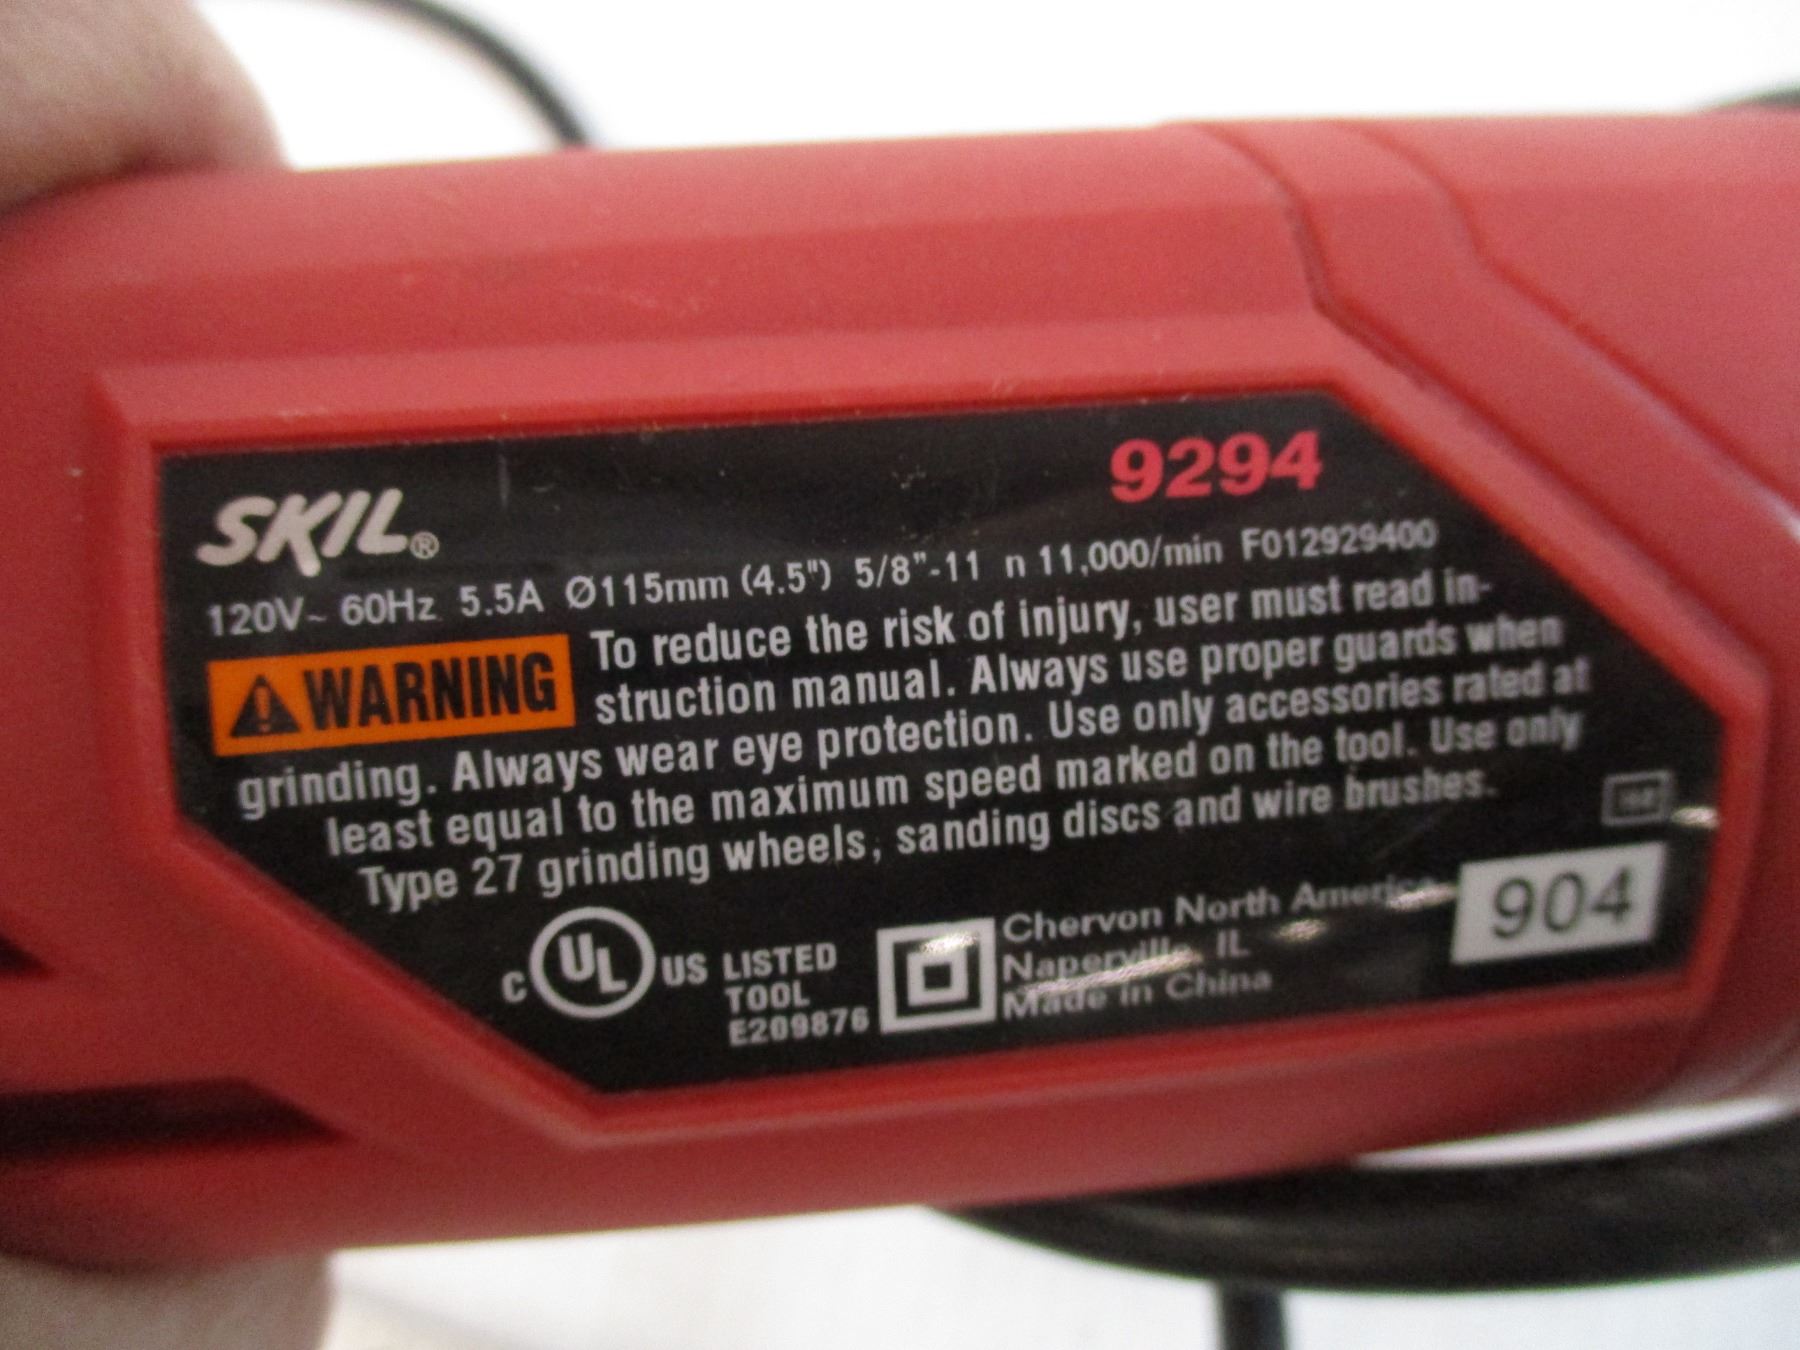 9294
SKIL®
120V~ 60Hz 5.5A Ø115mm (4.5") 5/8"-11 n 11,000/min F012929400
WARNING To reduce the risk of injury, user must read in-
struction manual. Always use proper guards when
grinding. Always wear eye protection. Use only accessories rated at
least equal to the maximum speed marked on the tool. Use only
Type 27 grinding wheels, sanding discs and wire brushes.
C UL US LISTED
TOOL
E209876
Chervon North America
Naperville, IL
Made in China
904